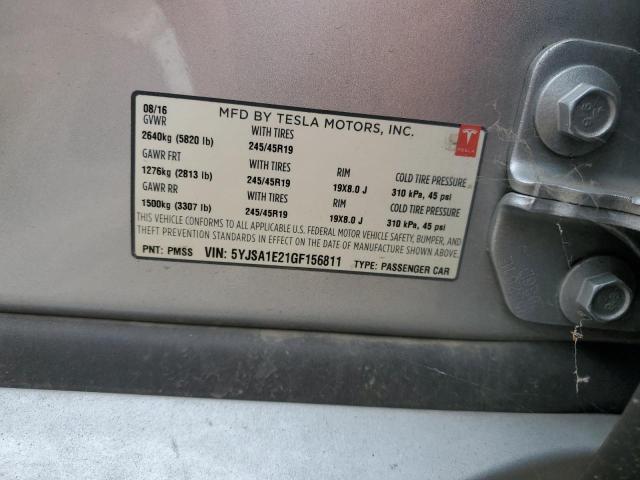 08/16 MFD BY TESLA MOTORS, INC.
GVWR WITH TIRES
2640kg (5820 lb) 245/45R19
GAWR FRT WITH TIRES RIM COLD TIRE PRESSURE
1276kg (2813 lb) 245/45R19 19X8.0 J 310 kPa, 45 psi
GAWR RR WITH TIRES RIM COLD TIRE PRESSURE
1500kg (3307 lb) 245/45R19 19X8.0 J 310 kPa, 45 psi
THIS VEHICLE CONFORMS TO ALL APPLICABLE U.S. FEDERAL MOTOR VEHICLE SAFETY, BUMPER, AND
THEFT PREVENTION STANDARDS IN EFFECT ON THE DATE OF MANUFACTURE SHOWN ABOVE.
PNT: PMSS VIN: 5YJSA1E21GF156811 TYPE: PASSENGER CAR
TESLA